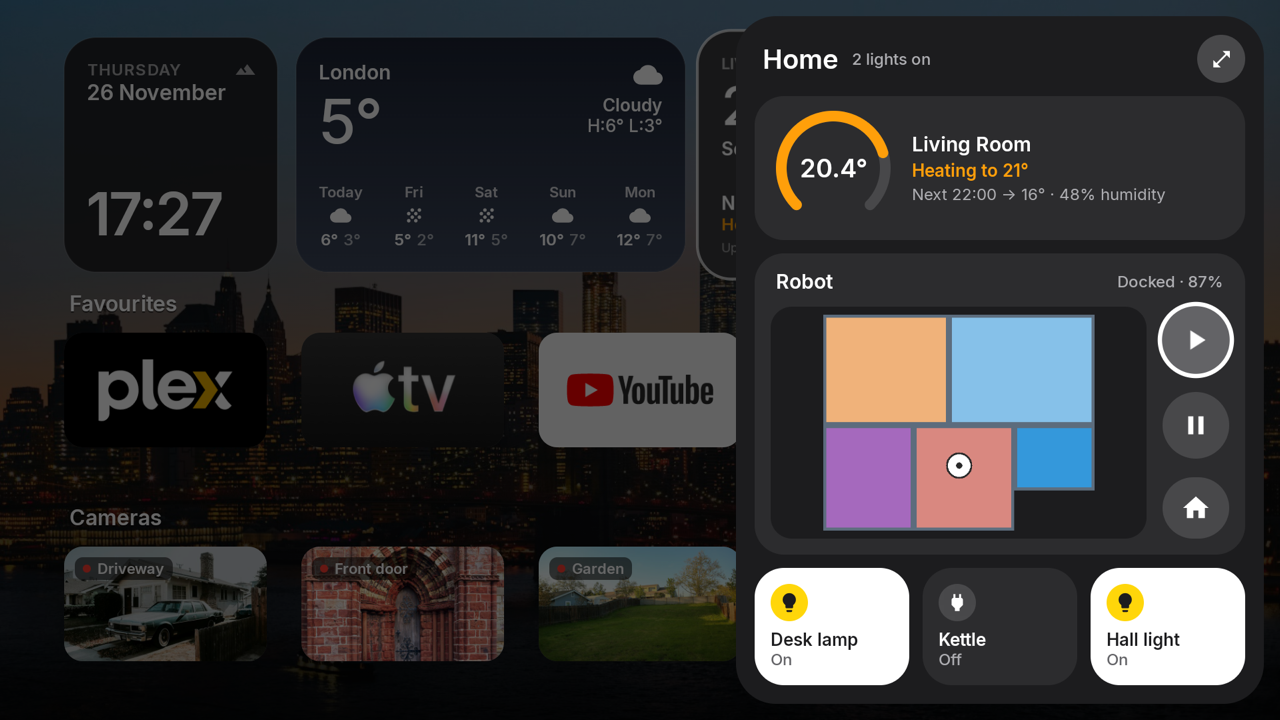 THURSDAY
26 November
17:27
London
5°
Cloudy
H:6° L:3°
Today
Fri
Sat
Sun
Mon
6° 3°
5° 2°
11° 5°
10° 7°
12° 7°
Favourites
plex
tv
YouTube
Cameras
Driveway
Front door
Garden
Home
2 lights on
20.4°
Living Room
Heating to 21°
Next 22:00 → 16° · 48% humidity
Robot
Docked · 87%
Desk lamp
On
Kettle
Off
Hall light
On